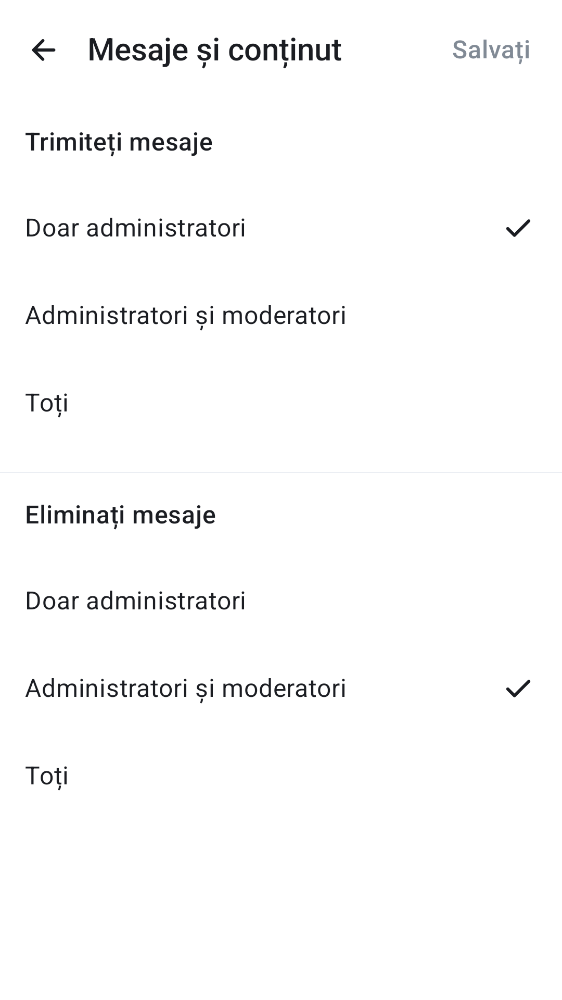 Mesaje și conținut
Salvați
Trimiteți mesaje
Doar administratori
Administratori și moderatori
Toți
Eliminați mesaje
Doar administratori
Administratori și moderatori
Toți